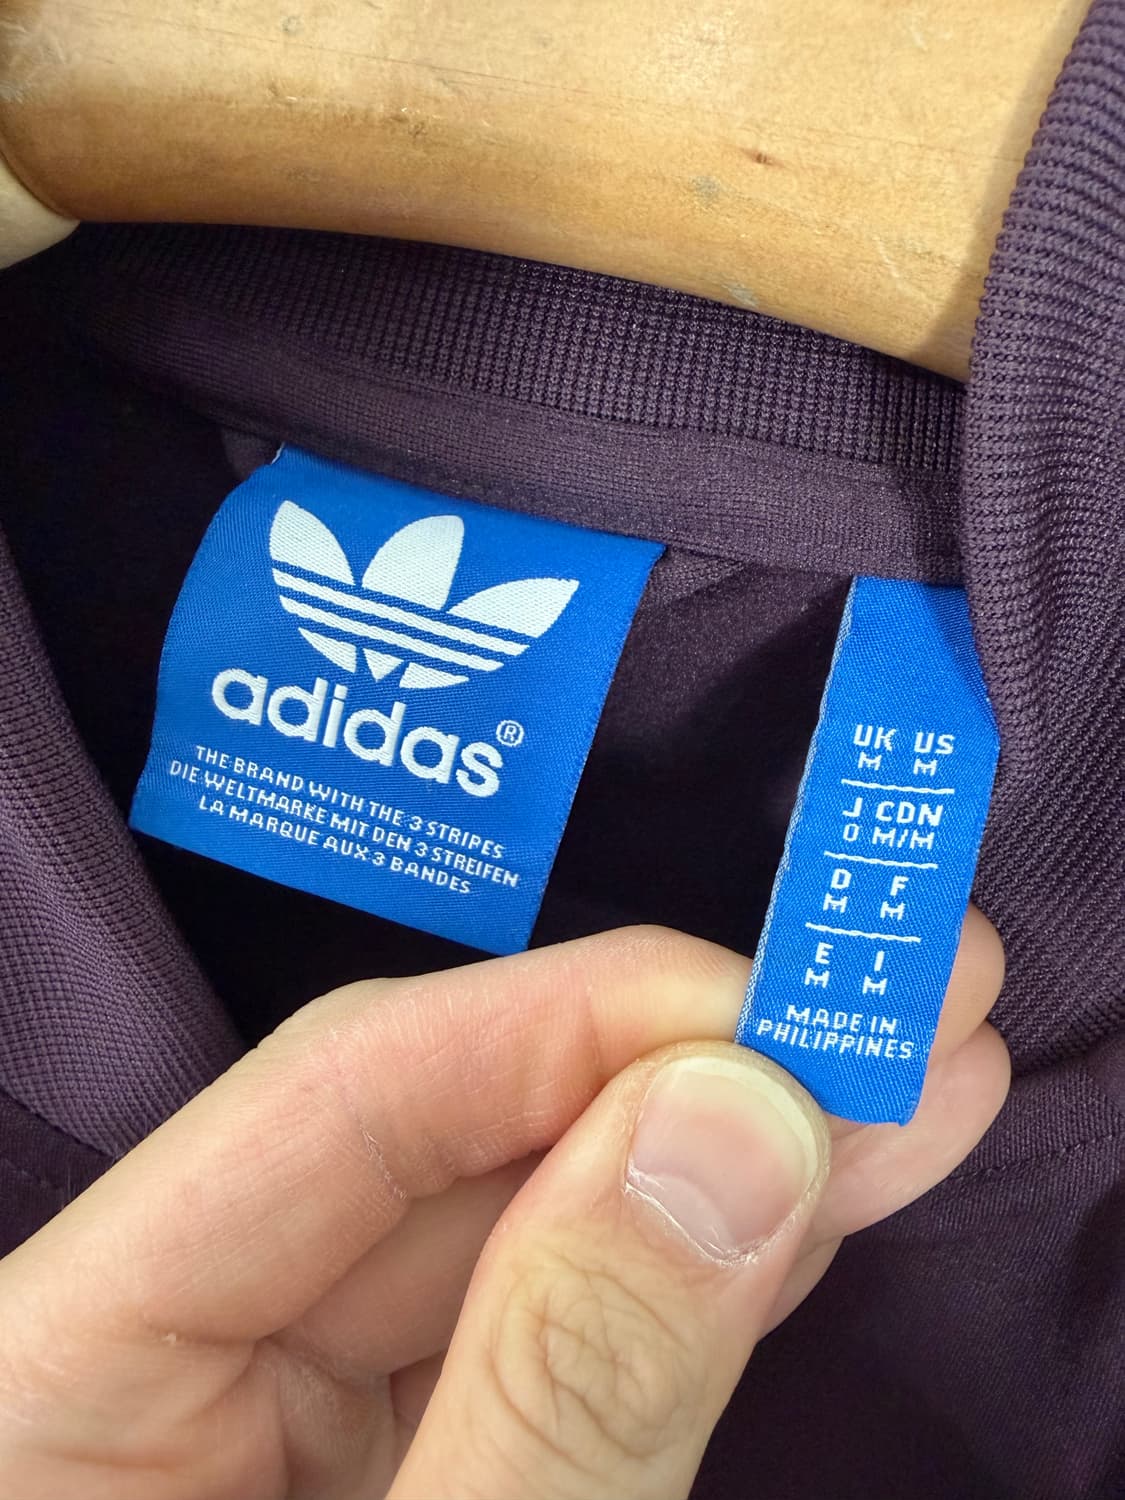 adidas®
THE BRAND WITH THE 3 STRIPES
DIE WELTMARKE MIT DEN 3 STREIFEN
LA MARQUE AUX 3 BANDES
UK US
M M
J CDN
O M/M
D F
M M
E I
M M
MADE IN
PHILIPPINES